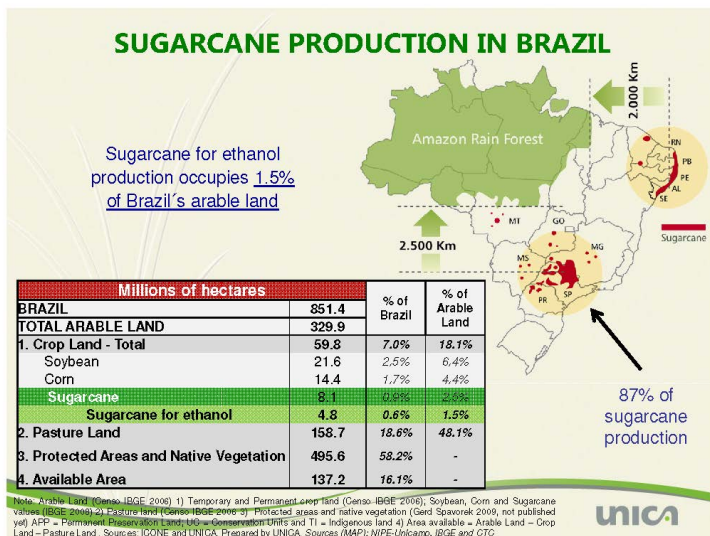 SUGARCANE PRODUCTION IN BRAZIL
Sugarcane for ethanol
production occupies 1.5%
of Brazil´s arable land
2.000 Km
Amazon Rain Forest
RN
PB
PE
AL
SE
MT
GO
2.500 Km
MG
MS
SP
PR
Sugarcane
Millions of hectares % of Brazil % of Arable Land
BRAZIL 851.4
TOTAL ARABLE LAND 329.9
1. Crop Land - Total 59.8 7.0% 18.1%
Soybean 21.6 2,5% 6,4%
Corn 14.4 1.7% 4,4%
Sugarcane 8.1 0.9% 2,5%
Sugarcane for ethanol 4.8 0.6% 1.5%
2. Pasture Land 158.7 18.6% 48.1%
3. Protected Areas and Native Vegetation 495.6 58.2% -
4. Available Area 137.2 16.1% -
87% of
sugarcane
production
Note: Arable Land (Censo IBGE 2006) 1) Temporary and Permanent crop land (Censo IBGE 2006); Soybean, Corn and Sugarcane
values (IBGE 2008) 2) Pasture land (Censo IBGE 2006 3) Protected areas and native vegetation (Gerd Spavorek 2009, not published
yet) APP = Permanent Preservation Land; UC = Conservation Units and TI = Indigenous land 4) Area available = Arable Land – Crop
Land – Pasture Land . Sources: ICONE and UNICA. Prepared by UNICA. Sources (MAP): NIPE-Unicamp, IBGE and CTC
unica